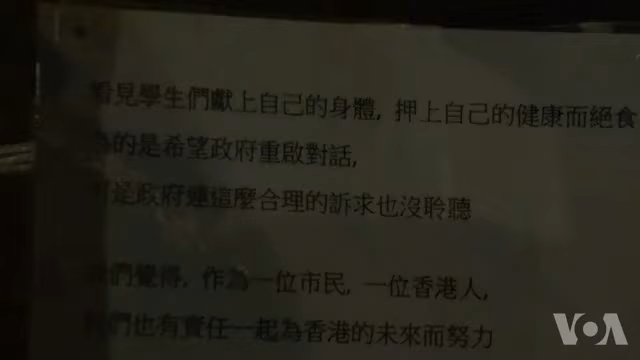 看見學生們獻上自己的身體, 押上自己的健康而絕食
的是希望政府重啟對話,
是政府連這麼合理的訴求也沒聆聽
們覺得, 作為一位市民, 一位香港人,
們也有責任一起為香港的未來而努力
VOA